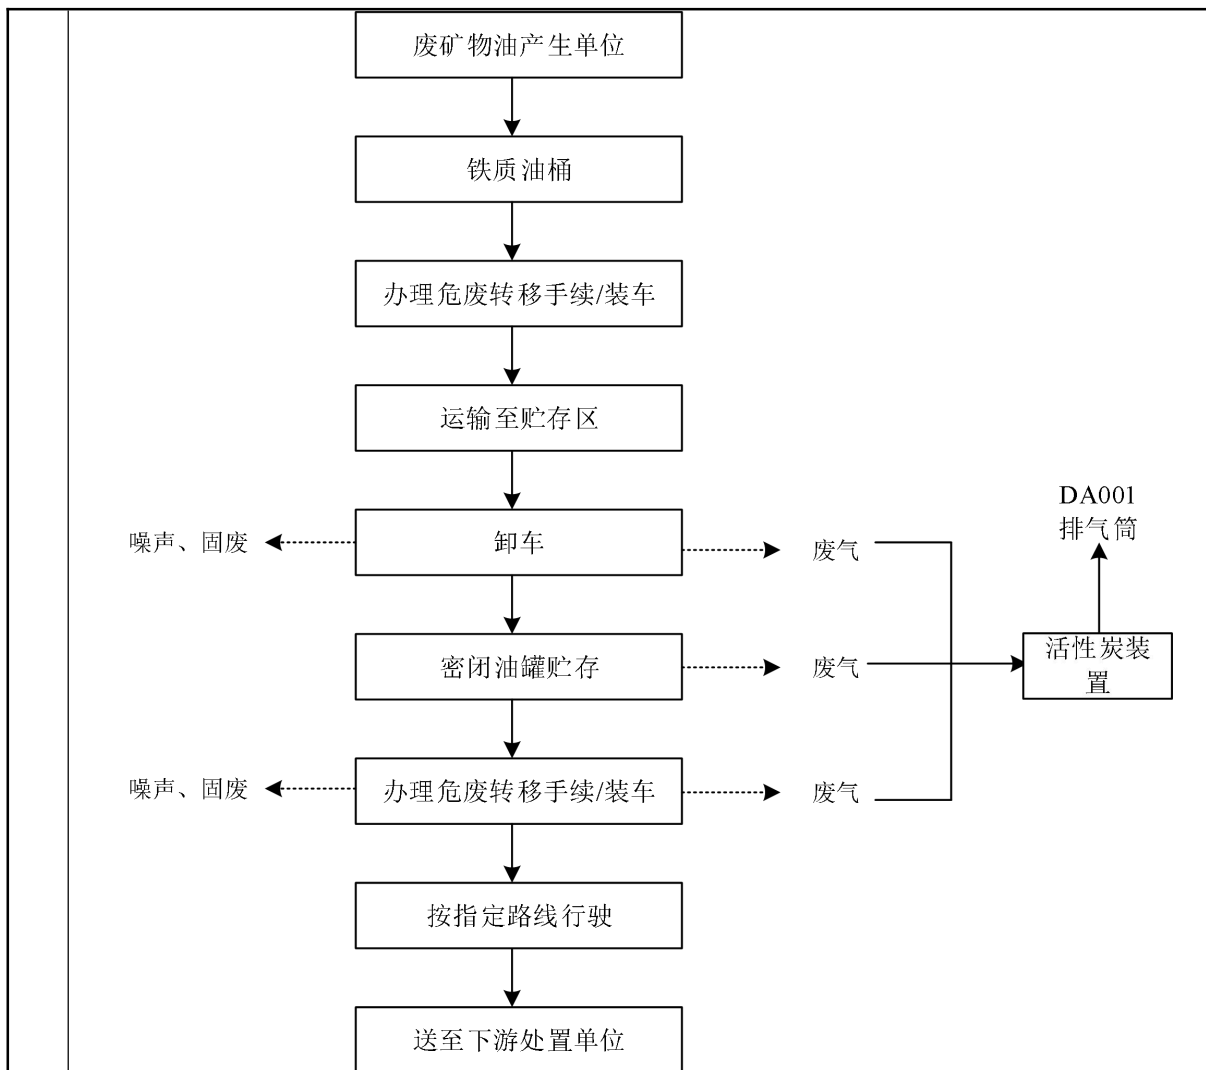 废矿物油产生单位
铁质油桶
办理危废转移手续/装车
运输至贮存区
DA001
排气筒
噪声、固废
卸车
废气
活性炭装
置
密闭油罐贮存
废气
噪声、固废
办理危废转移手续/装车
废气
按指定路线行驶
送至下游处置单位